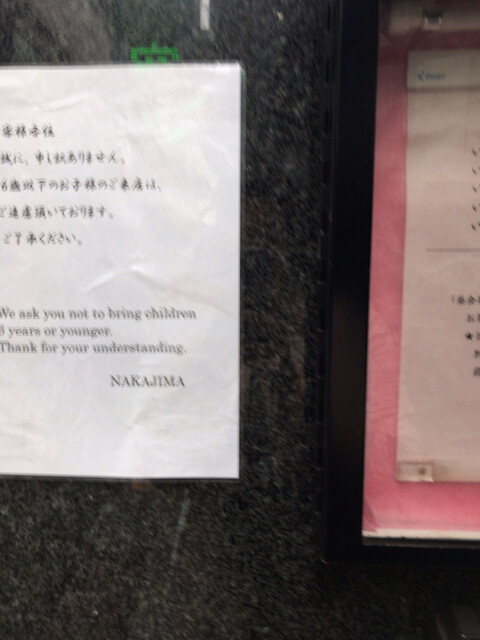 客様各位
誠に、申し訳ありません。
6歳以下のお子様のご来店は、
ご遠慮頂いております。
ご了承ください。
We ask you not to bring children
6 years or younger.
Thank for your understanding.
NAKAJIMA